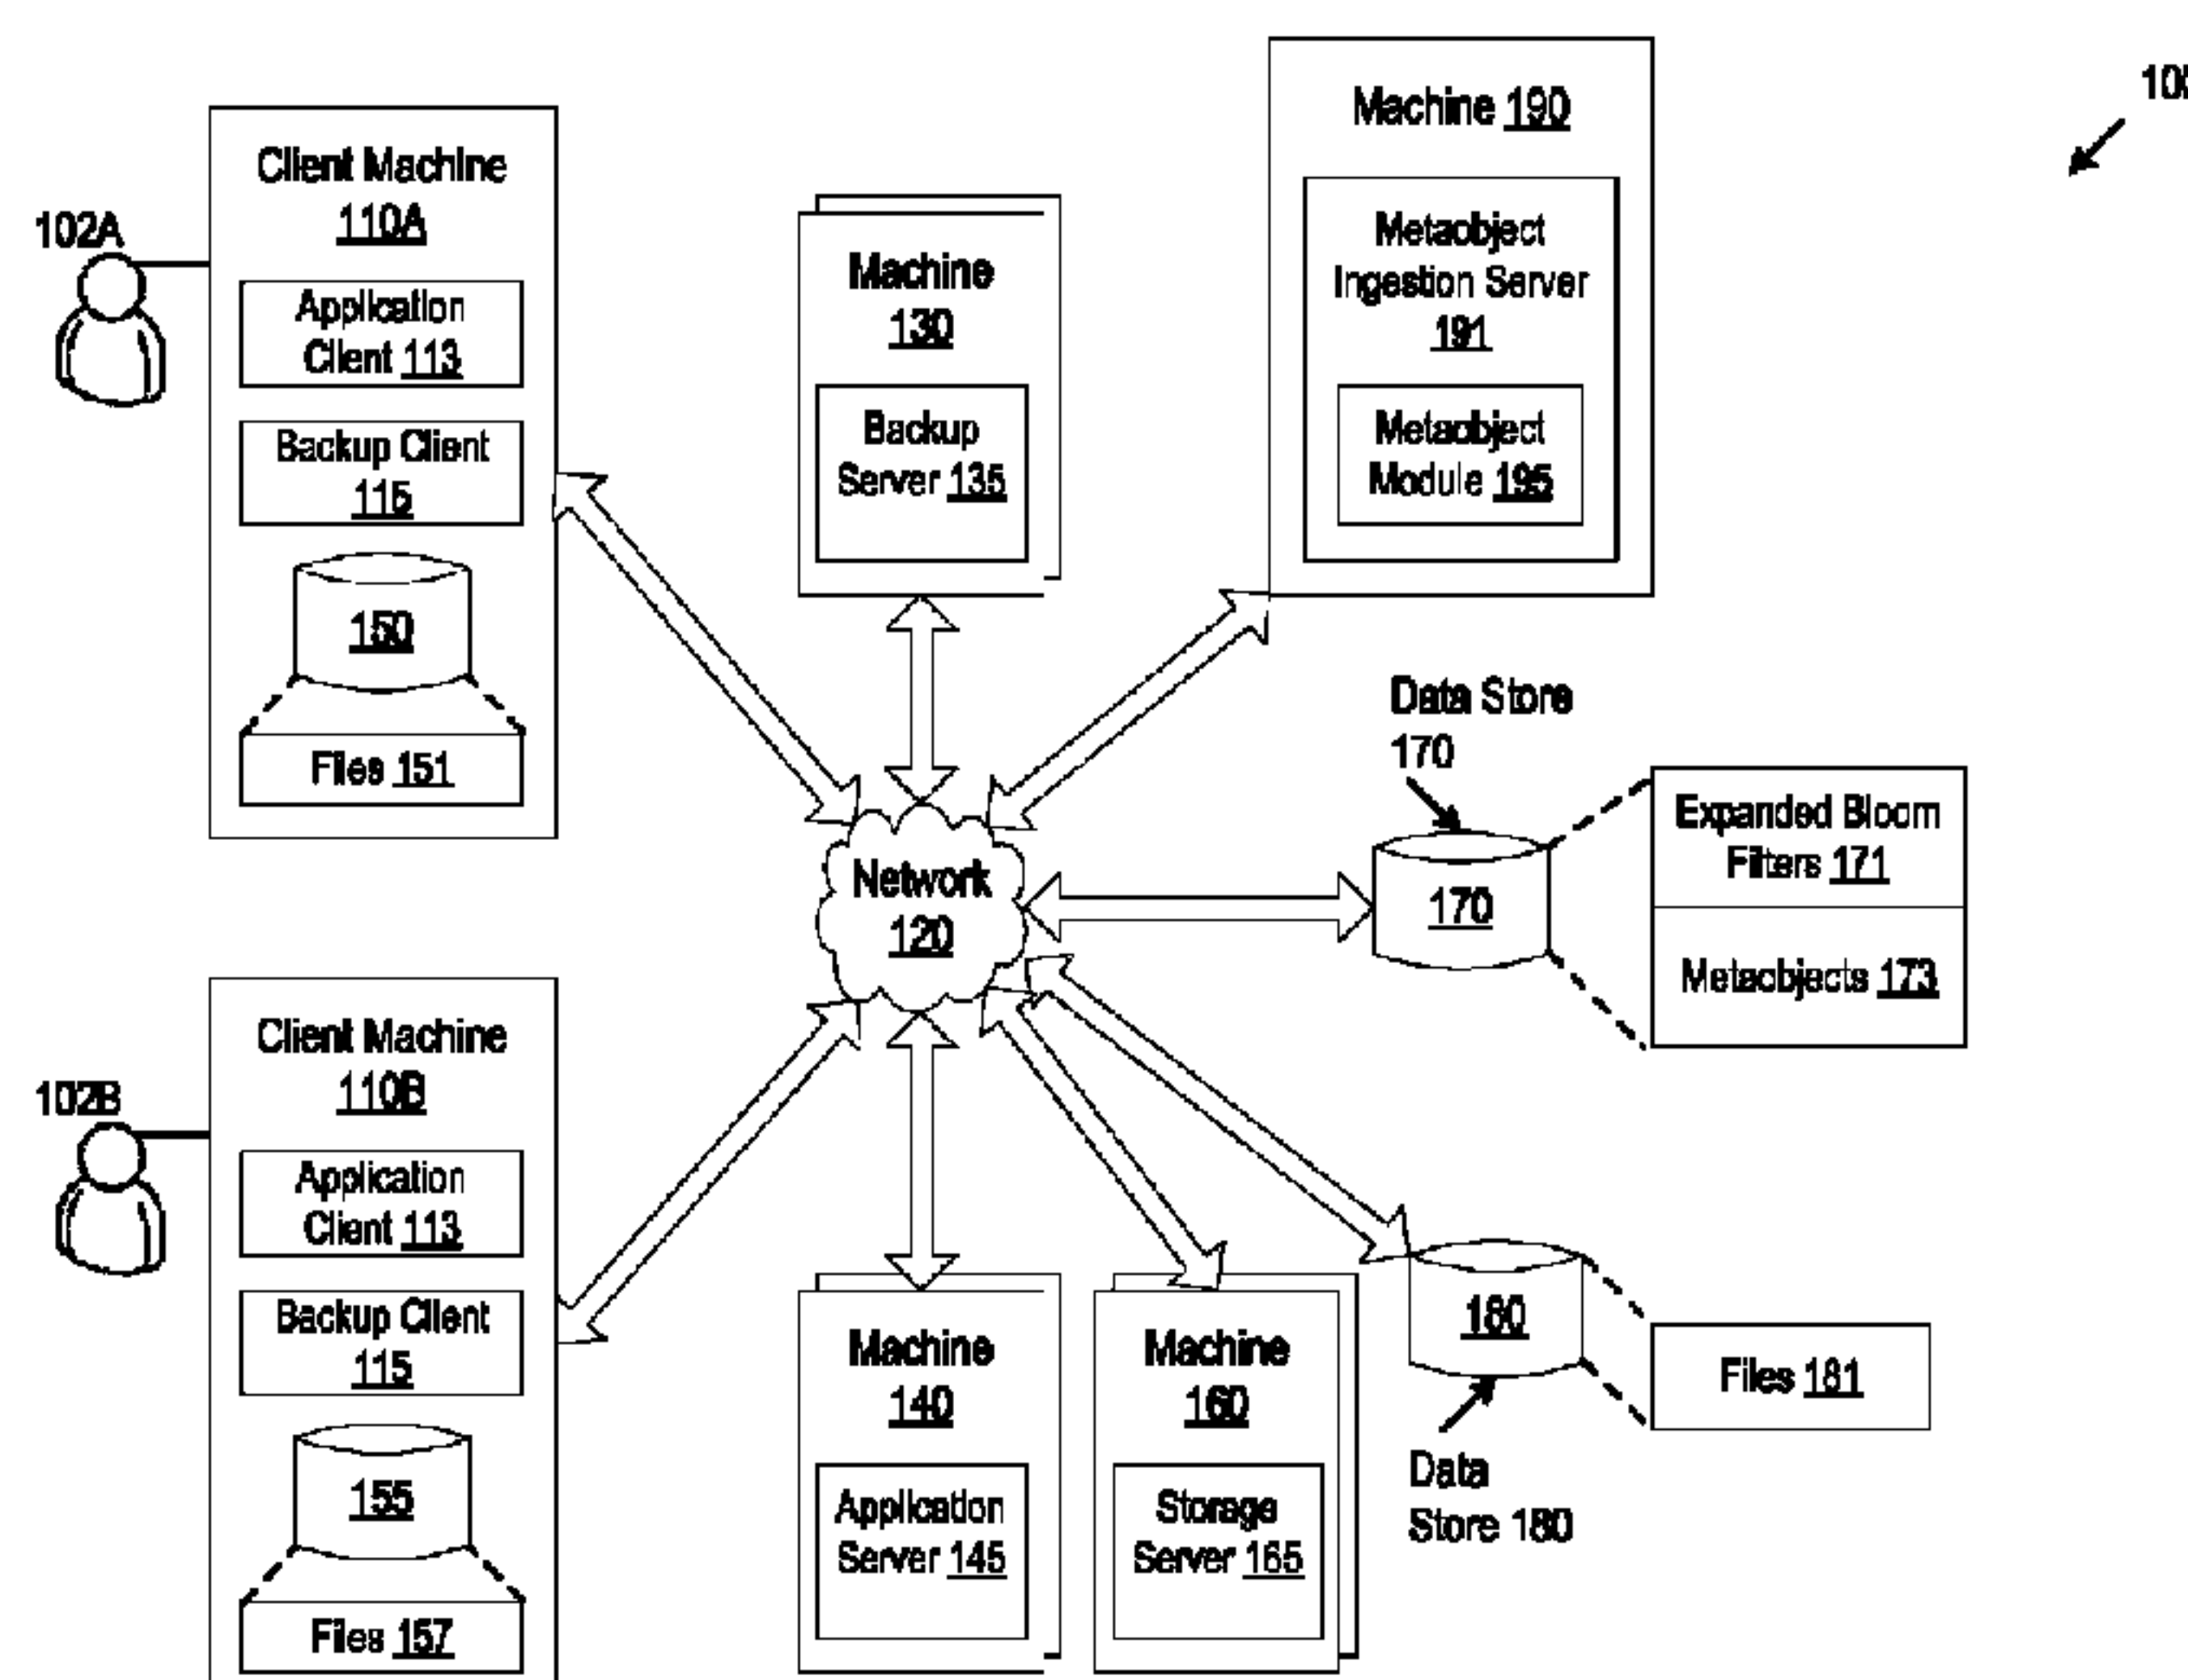 102A
Client Machine
110A
Application
Client 113
Backup Client
115
150
Files 151
Machine
130
Backup
Server 135
Machine 190
Metaobject
Ingestion Server
191
Metaobject
Module 195
Data Store
170
170
Expanded Bloom
Filters 171
Metaobjects 173
Network
120
102B
Client Machine
110B
Application
Client 113
Backup Client
115
155
Files 157
Machine
140
Application
Server 145
Machine
160
Storage
Server 165
180
Files 181
Data
Store 180